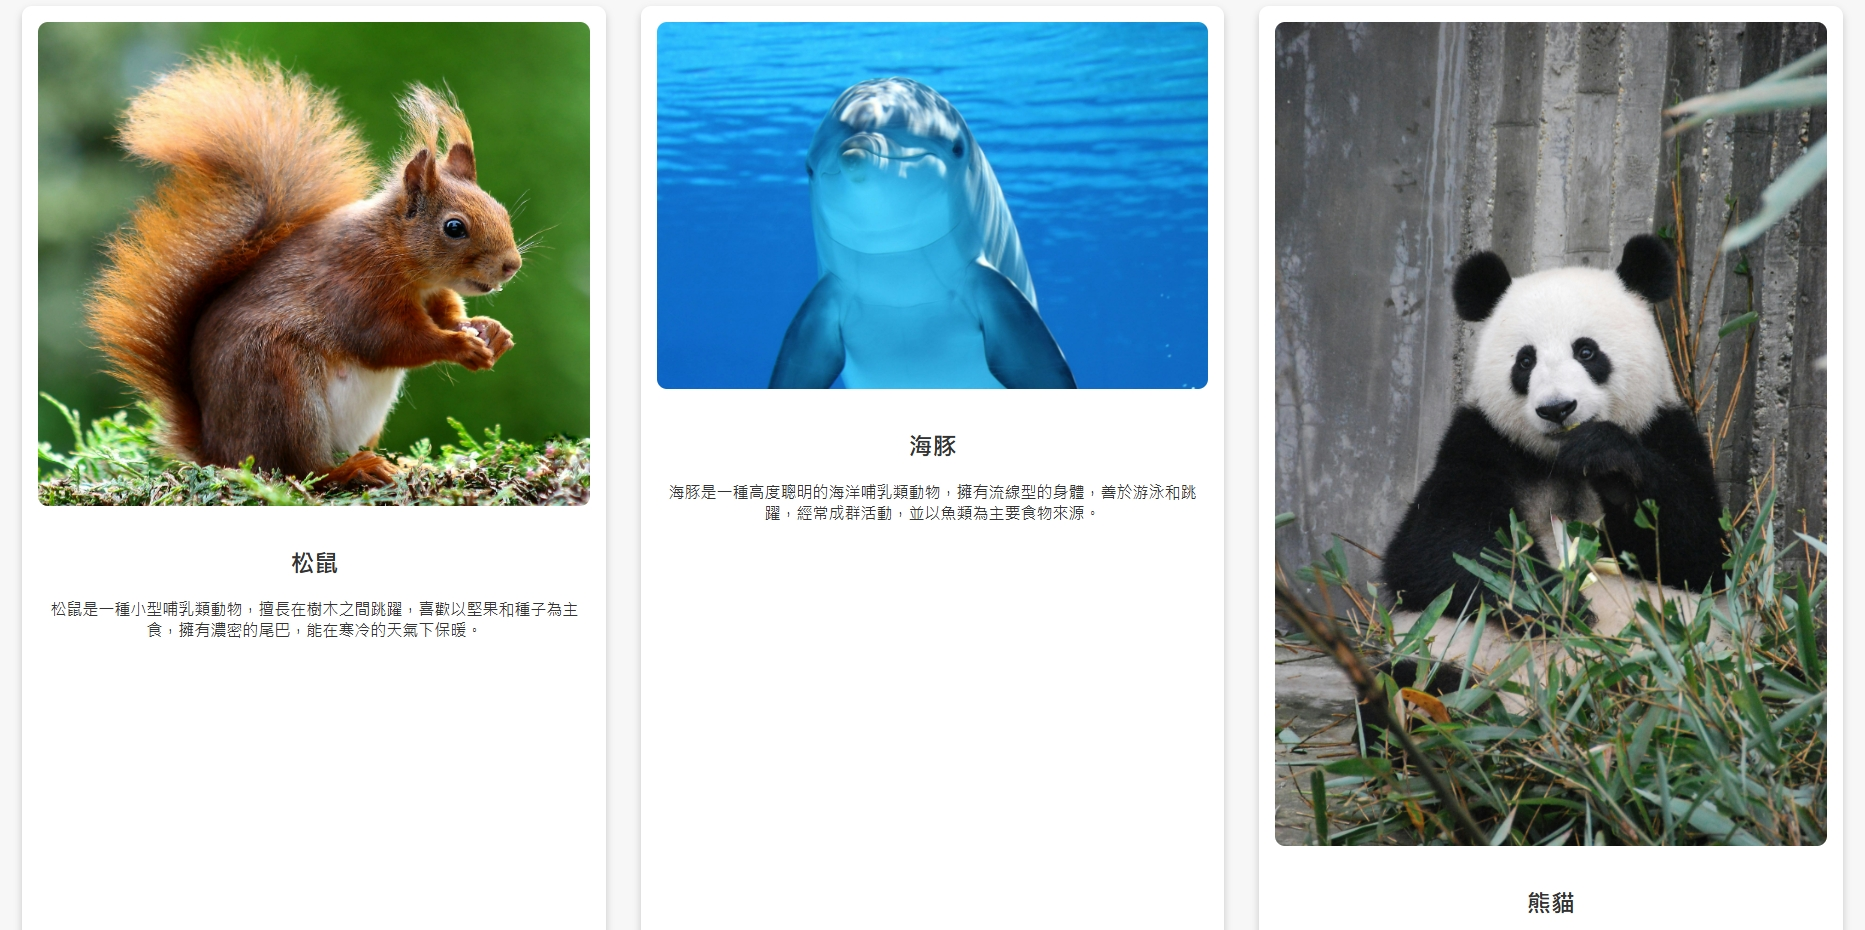 松鼠
松鼠是一種小型哺乳類動物，擅長在樹木之間跳躍，喜歡以堅果和種子為主
食，擁有濃密的尾巴，能在寒冷的天氣下保暖。
海豚
海豚是一種高度聰明的海洋哺乳類動物，擁有流線型的身體，善於游泳和跳
躍，經常成群活動，並以魚類為主要食物來源。
熊貓